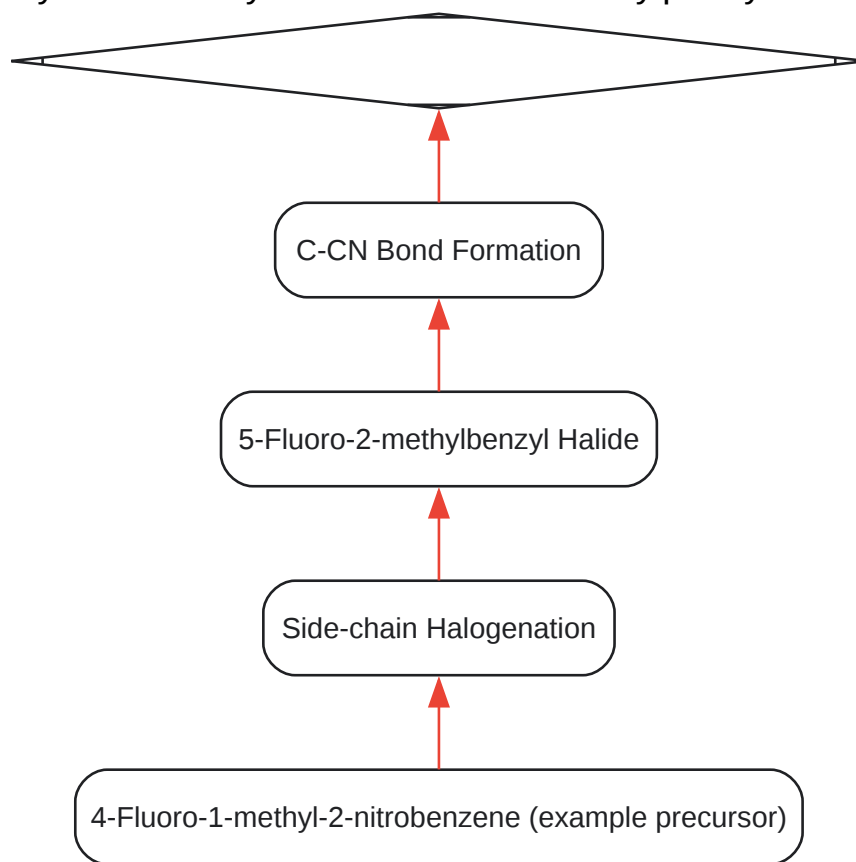 C-CN Bond Formation
5-Fluoro-2-methylbenzyl Halide
Side-chain Halogenation
4-Fluoro-1-methyl-2-nitrobenzene (example precursor)